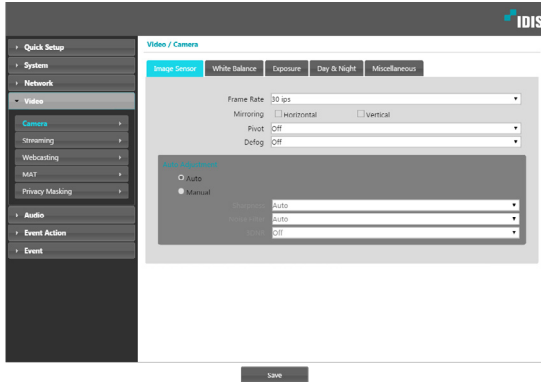 IDIS
Quick Setup
System
Network
Video
Camera
Streaming
Webcasting
MAT
Privacy Masking
Audio
Event Action
Event
Video / Camera
Image Sensor White Balance Exposure Day & Night Miscellaneous
Frame Rate 30 ips
Mirroring Horizontal Vertical
Pivot Off
Defog Off
Auto
Manual
Sharpness Auto
Auto
Off
Save